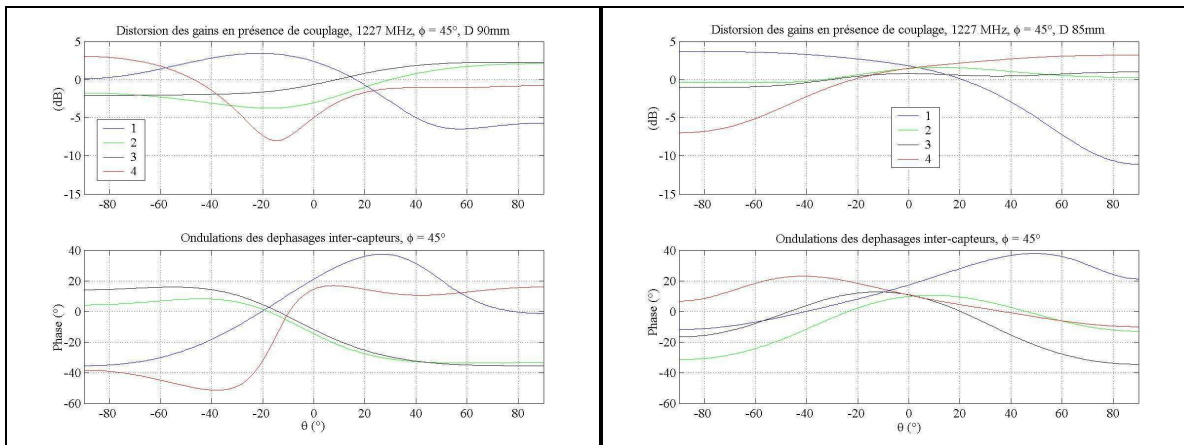 Distorsion des gains en présence de couplage, 1227 MHz, ϕ = 45°, D 90mm
5
0
-5
-10
-15
(dB)
1
2
3
4
-80 -60 -40 -20 0 20 40 60 80
Ondulations des dephasages inter-capteurs, ϕ = 45°
40
20
0
-20
-40
-60
Phase (°)
-80 -60 -40 -20 0 20 40 60 80
θ (°)
Distorsion des gains en présence de couplage, 1227 MHz, ϕ = 45°, D 85mm
5
0
-5
-10
-15
(dB)
1
2
3
4
-80 -60 -40 -20 0 20 40 60 80
Ondulations des dephasages inter-capteurs, ϕ = 45°
40
20
0
-20
-40
-60
Phase (°)
-80 -60 -40 -20 0 20 40 60 80
θ (°)